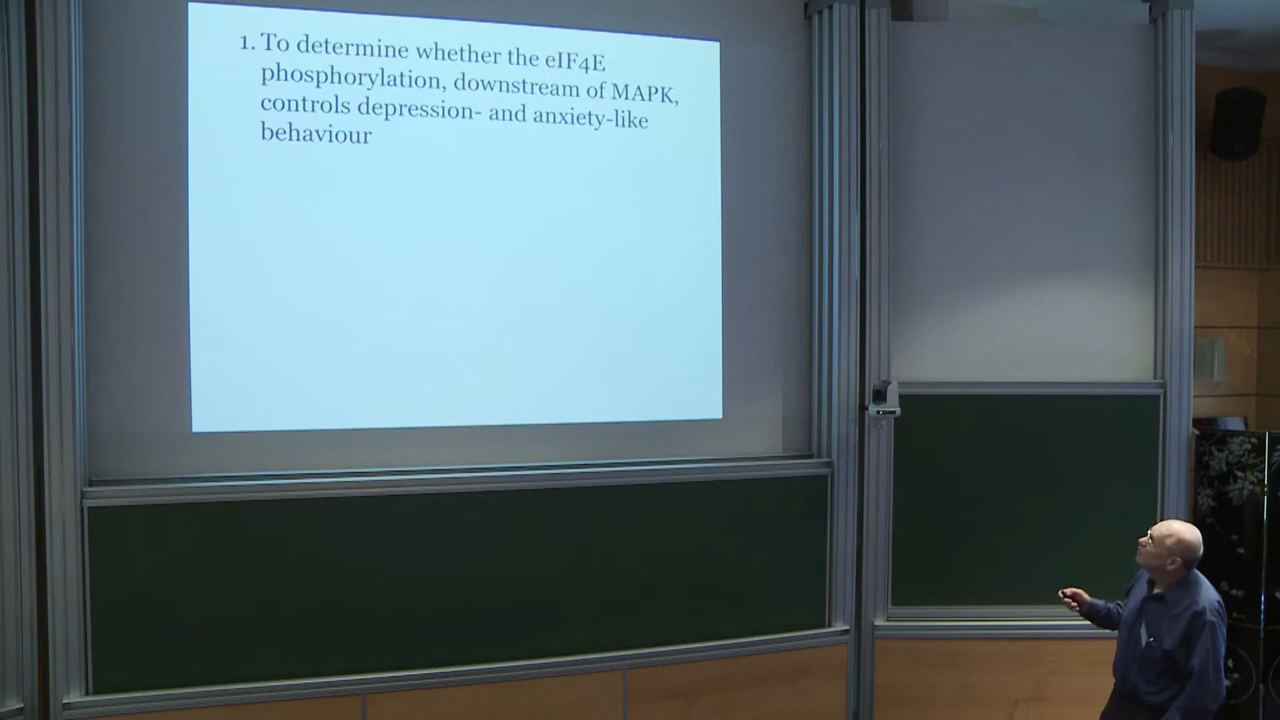 1. To determine whether the eIF4E
phosphorylation, downstream of MAPK,
controls depression- and anxiety-like
behaviour